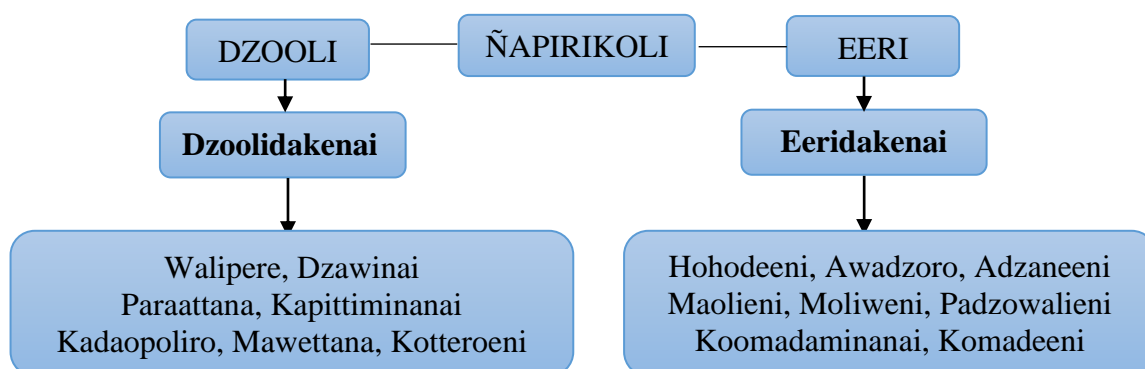 DZOOLI
ÑAPIRIKOLI
EERI
Dzoolidakenai
Eeridakenai
Walipere, Dzawinai
Paraattana, Kapittiminanai
Kadaopoliro, Mawettana, Kotteroeni
Hohodeeni, Awadzoro, Adzaneeni
Maolieni, Moliweni, Padzowalieni
Koomadaminanai, Komadeeni